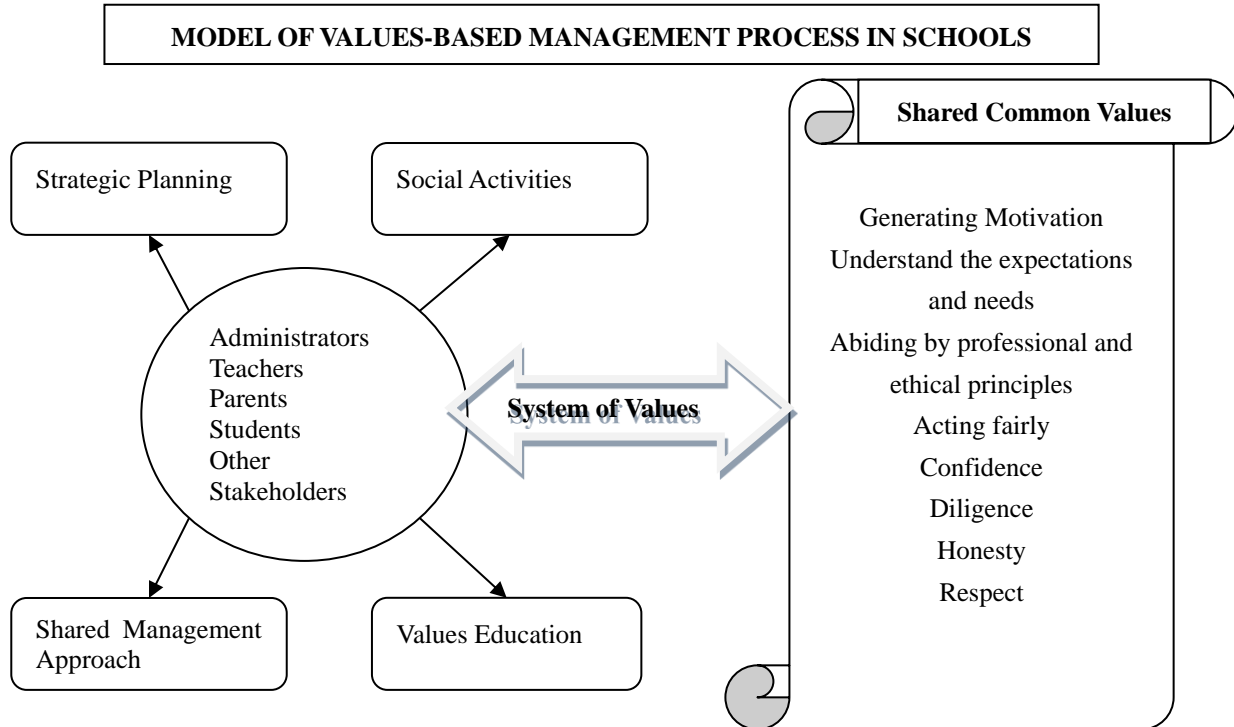 MODEL OF VALUES-BASED MANAGEMENT PROCESS IN SCHOOLS
Shared Common Values
Strategic Planning
Social Activities
Administrators
Teachers
Parents
Students
Other
Stakeholders
System of Values
Generating Motivation
Understand the expectations
and needs
Abiding by professional and
ethical principles
Acting fairly
Confidence
Diligence
Honesty
Respect
Shared Management
Approach
Values Education